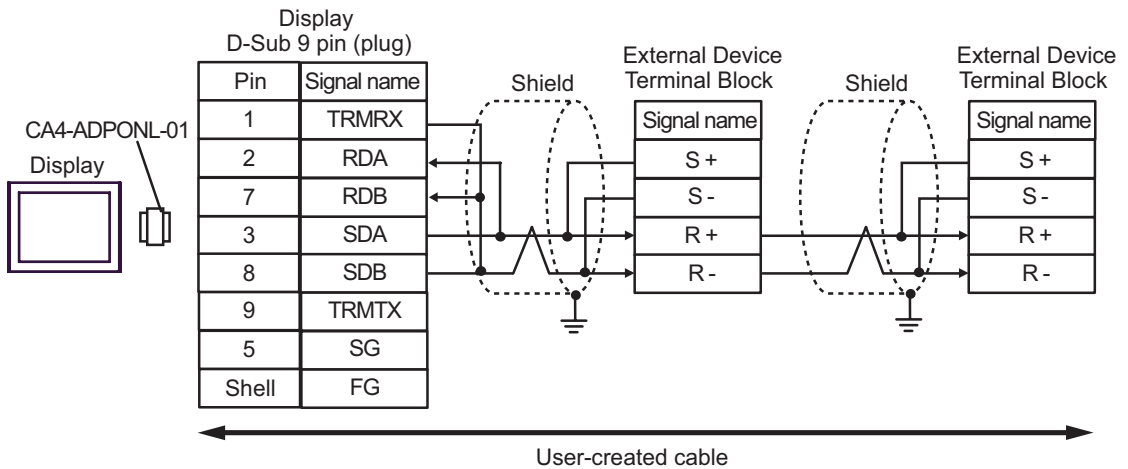 Display
D-Sub 9 pin (plug)
External Device
Terminal Block
External Device
Terminal Block
Pin Signal name
Shield
Shield
Signal name
Signal name
CA4-ADPONL-01
Display
1 TRMRX
2 RDA S + S +
7 RDB S - S -
3 SDA R + R +
8 SDB R - R -
9 TRMTX
5 SG
Shell FG
User-created cable